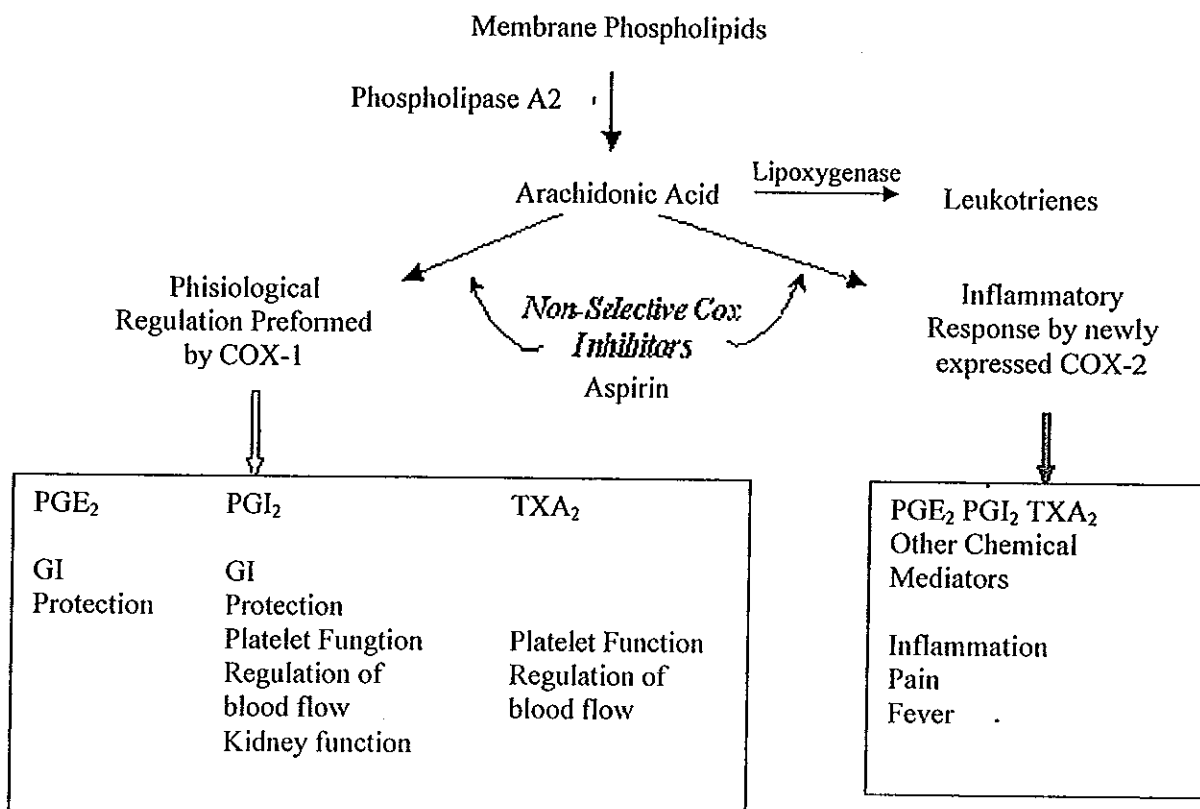 Membrane Phospholipids
Phospholipase A2
Arachidonic Acid
Lipoxygenase
Leukotrienes
Phisiological
Regulation Preformed
by COX-1
Non-Selective Cox
Inhibitors
Aspirin
Inflammatory
Response by newly
expressed COX-2
PGE₂
GI
Protection
PGI₂
GI
Protection
Platelet Fungtion
Regulation of
blood flow
Kidney function
TXA₂
Platelet Function
Regulation of
blood flow
PGE₂ PGI₂ TXA₂
Other Chemical
Mediators
Inflammation
Pain
Fever